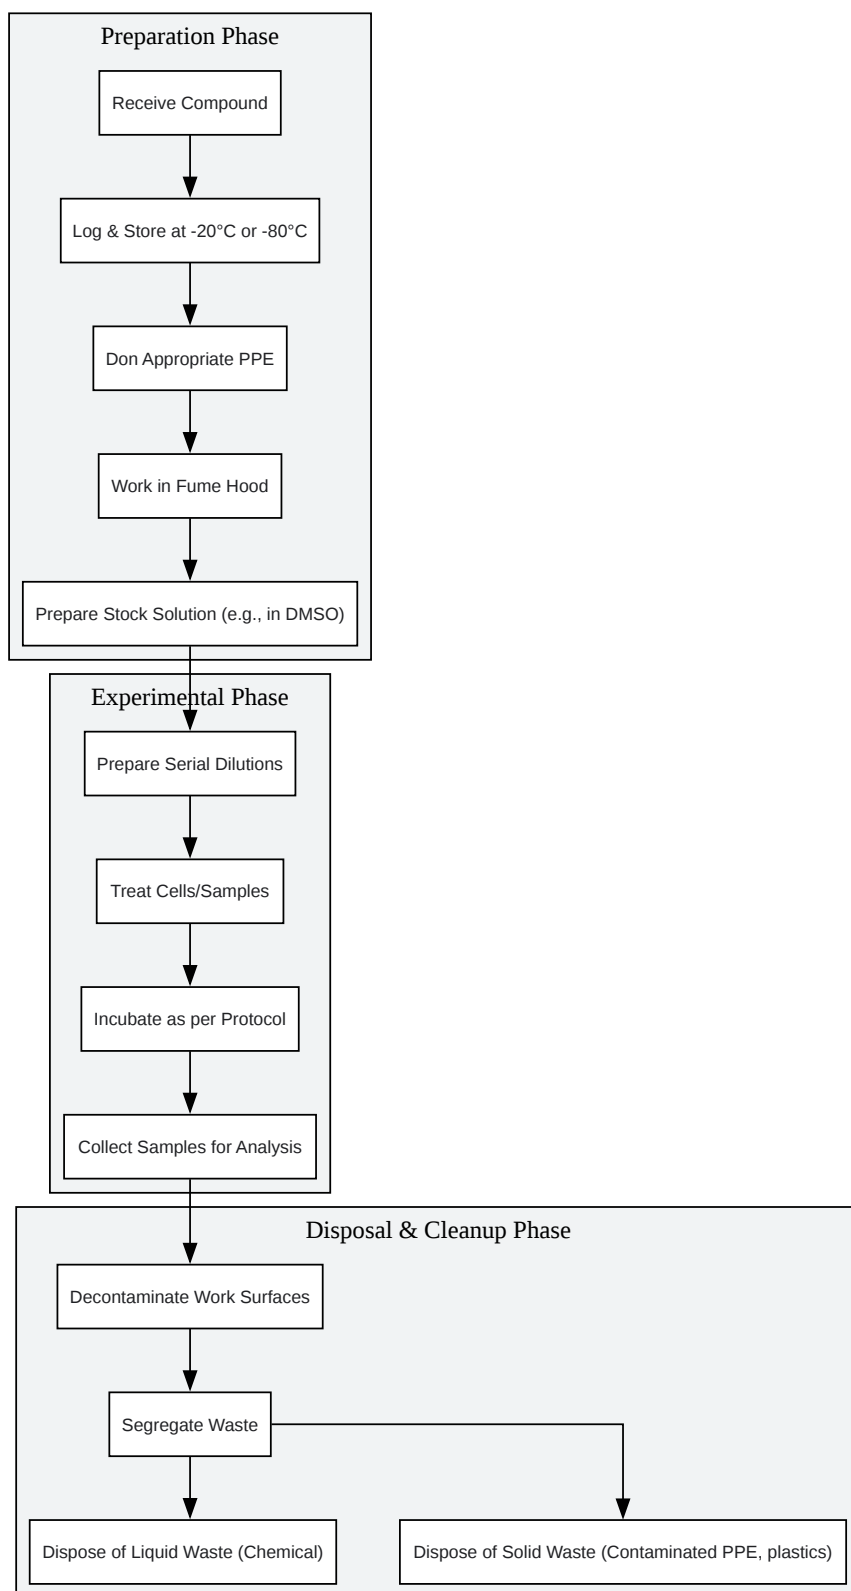 Preparation Phase
Receive Compound
Log & Store at -20°C or -80°C
Don Appropriate PPE
Work in Fume Hood
Prepare Stock Solution (e.g., in DMSO)
Experimental Phase
Prepare Serial Dilutions
Treat Cells/Samples
Incubate as per Protocol
Collect Samples for Analysis
Disposal & Cleanup Phase
Decontaminate Work Surfaces
Segregate Waste
Dispose of Liquid Waste (Chemical)
Dispose of Solid Waste (Contaminated PPE, plastics)